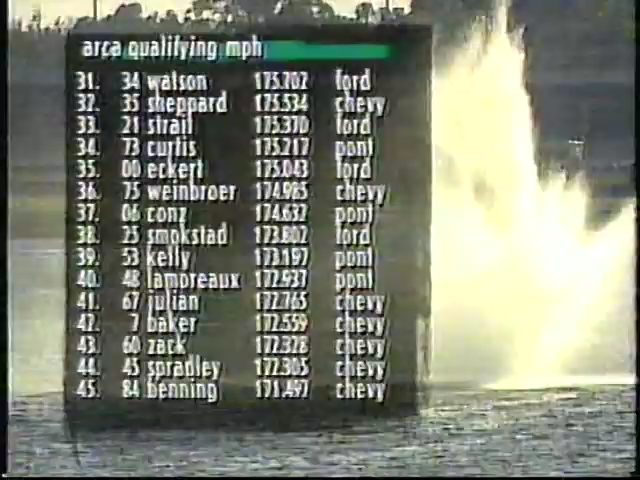 arca qualifying mph
31. 34 watson 175.702 ford
32. 35 sheppard 175.534 chevy
33. 21 strait 175.370 ford
34. 73 curtis 175.217 pont
35. 00 eckert 175.043 ford
36. 75 weinbroer 174.985 chevy
37. 06 conz 174.632 pont
38. 25 smokstad 173.802 ford
39. 53 kelly 173.197 pont
40. 48 lamoreaux 172.937 pont
41. 67 julian 172.765 chevy
42. 7 baker 172.559 chevy
43. 60 zack 172.328 chevy
44. 45 spradley 172.305 chevy
45. 84 benning 171.497 chevy